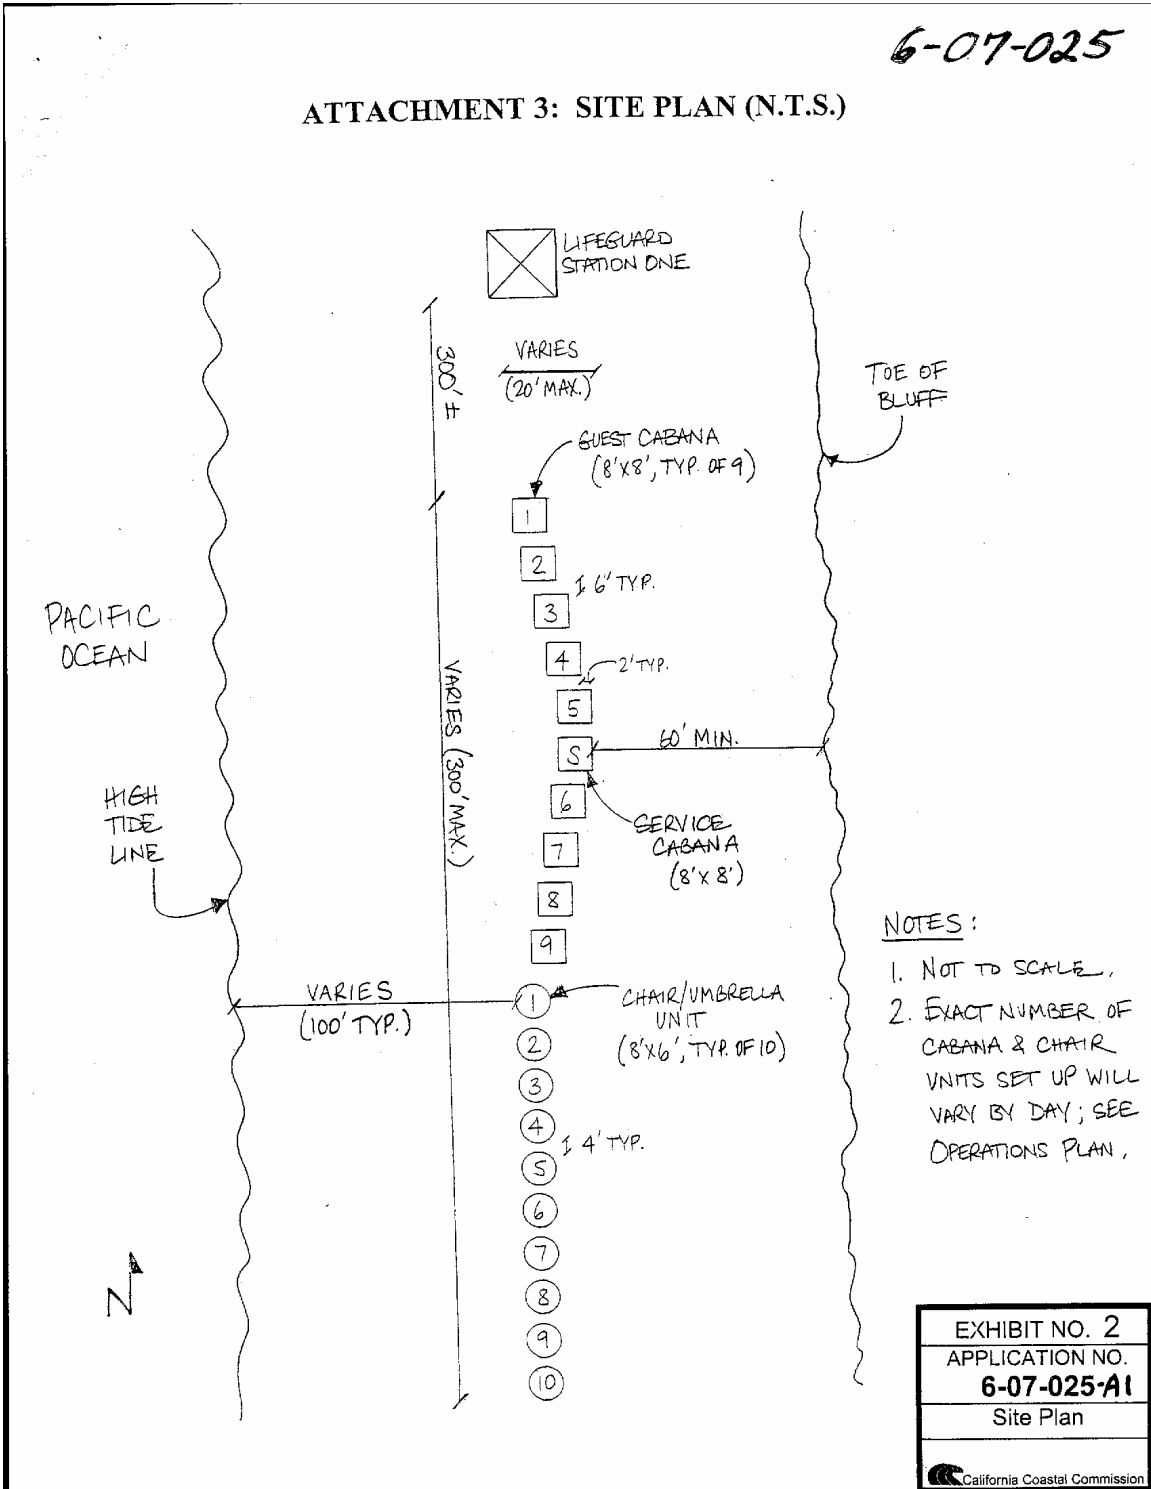 6-07-025
ATTACHMENT 3: SITE PLAN (N.T.S.)
LIFEGUARD
STATION ONE
300'±
VARIES
(20' MAX.)
TOE OF
BLUFF
GUEST CABANA
(8'X8', TYP. OF 9)
1
2
6' TYP.
3
PACIFIC
OCEAN
4
2' TYP.
5
VARIES (300' MAX.)
S
60' MIN.
6
HIGH
TIDE
LINE
SERVICE
CABANA
(8'X 8')
7
8
9
VARIES
(100' TYP.)
1
CHAIR/UMBRELLA
UNIT
(8'X6', TYP. OF 10)
2
3
4
4' TYP.
5
6
7
8
9
10
NOTES:
1. NOT TO SCALE.
2. EXACT NUMBER OF
CABANA & CHAIR
UNITS SET UP WILL
VARY BY DAY; SEE
OPERATIONS PLAN.
N
EXHIBIT NO. 2
APPLICATION NO.
6-07-025-A1
Site Plan
California Coastal Commission